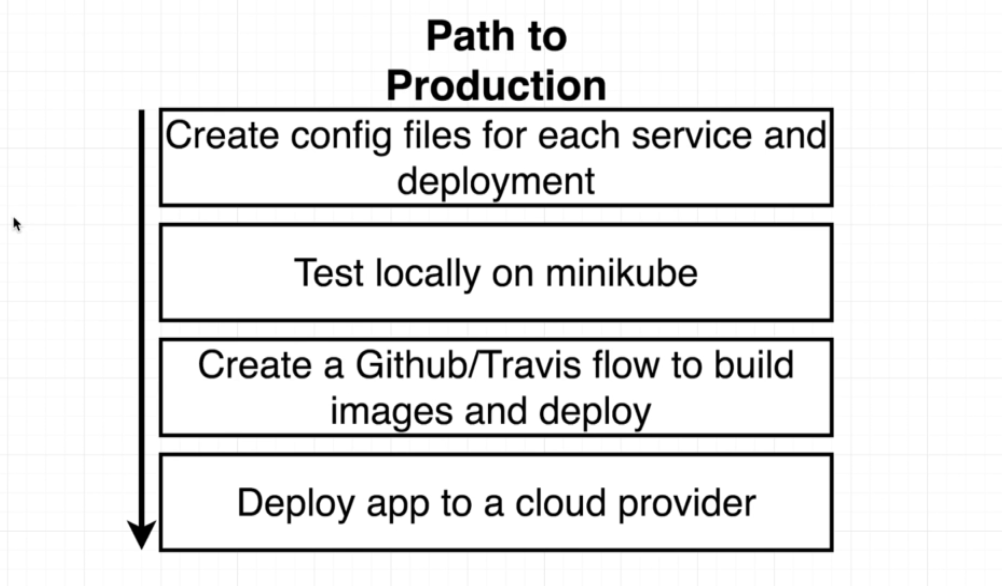 Path to
Production
Create config files for each service and
deployment
Test locally on minikube
Create a Github/Travis flow to build
images and deploy
Deploy app to a cloud provider